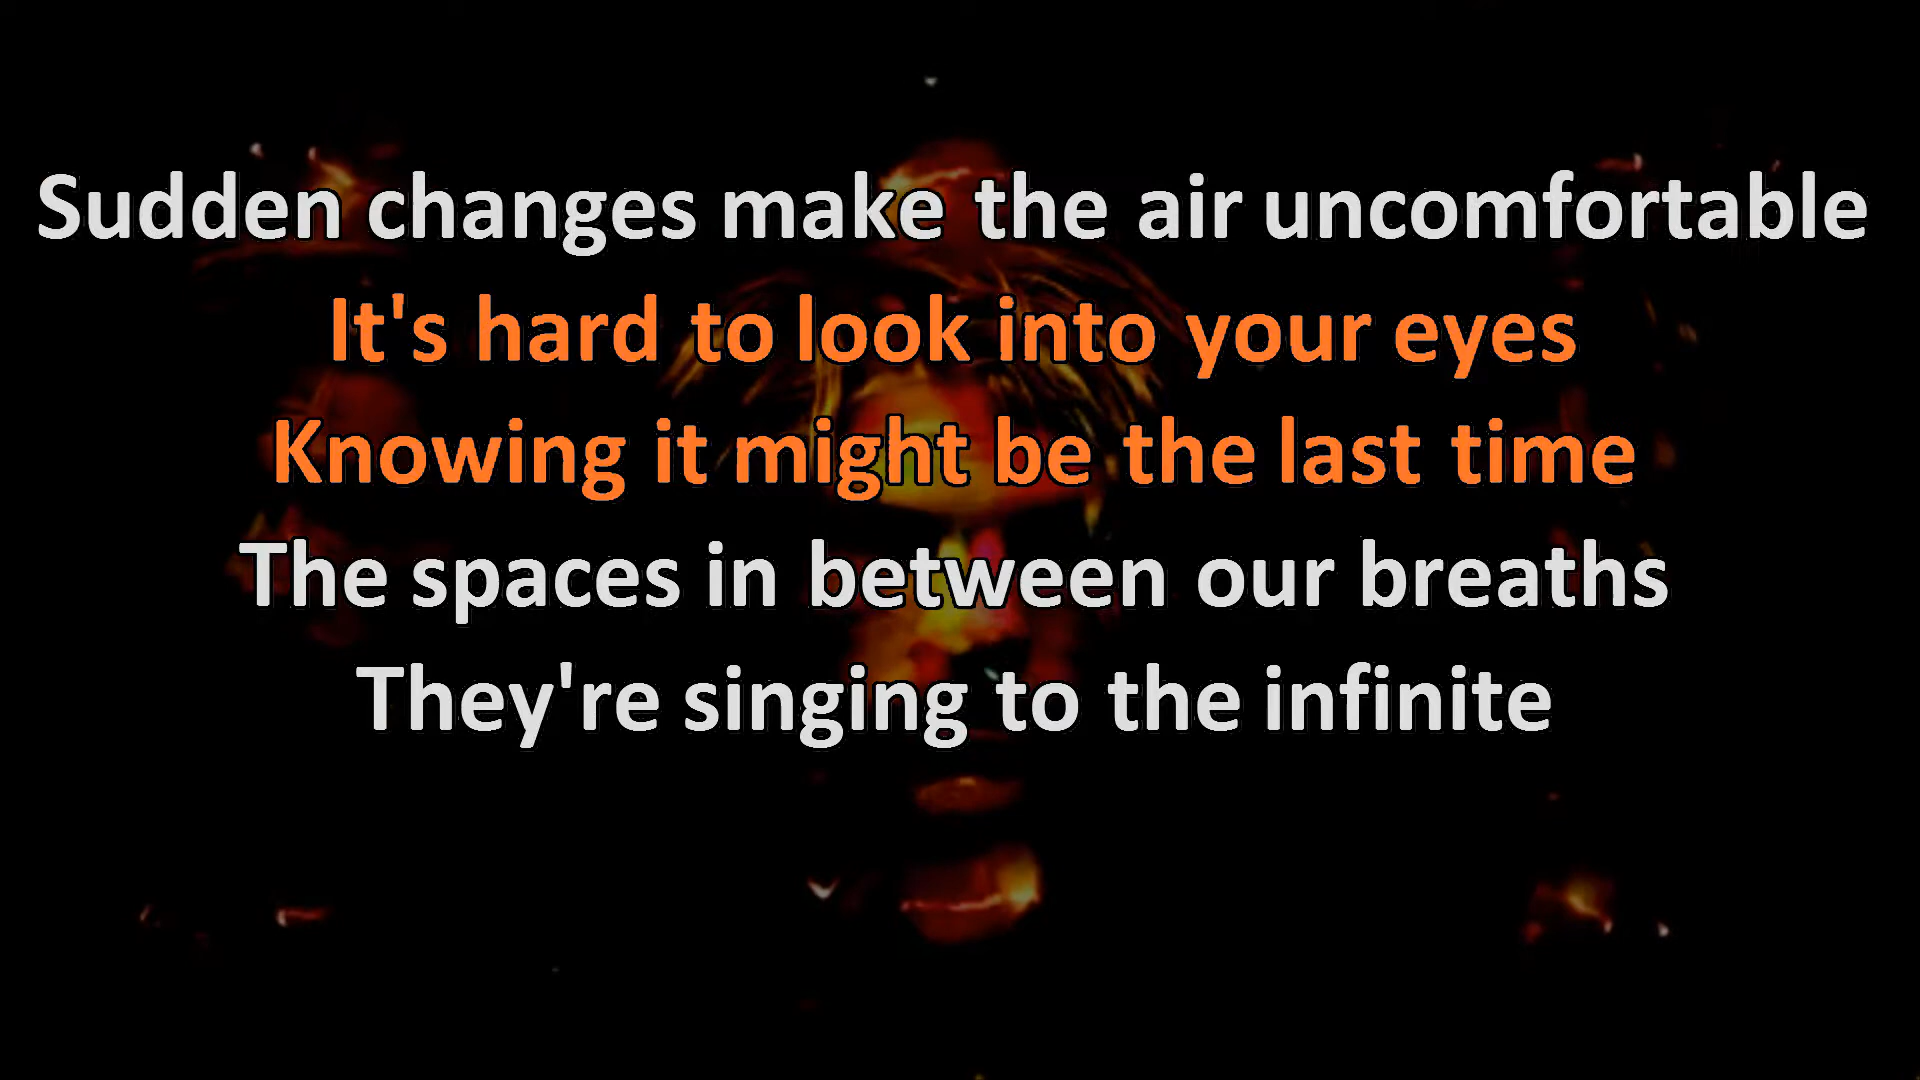 Sudden changes make the air uncomfortable
It's hard to look into your eyes
Knowing it might be the last time
The spaces in between our breaths
They're singing to the infinite